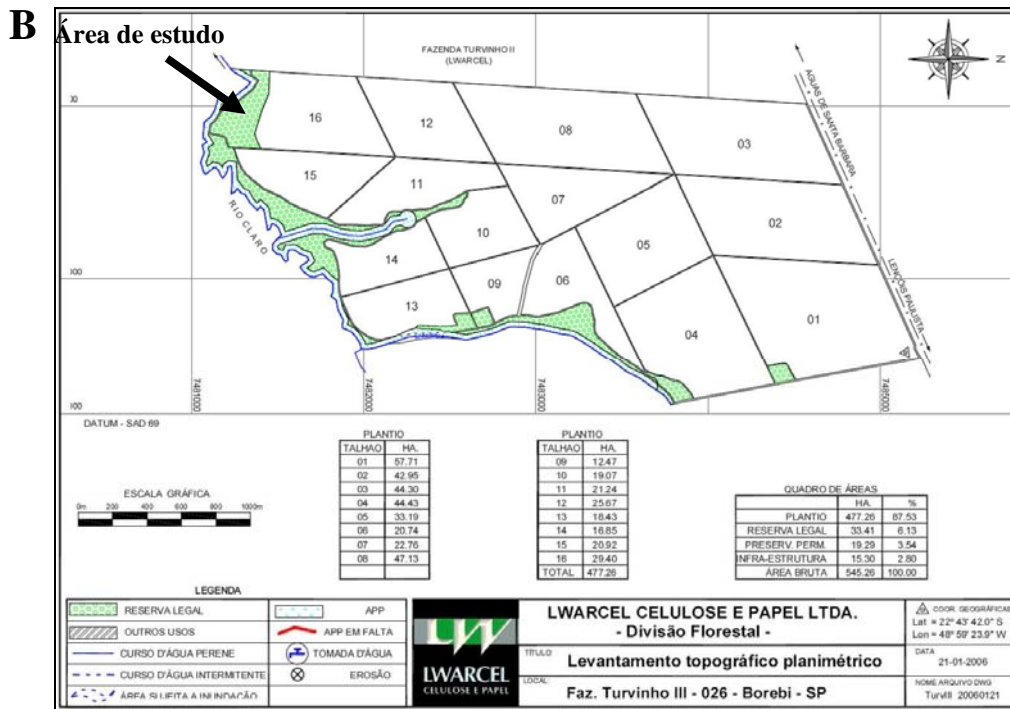 B
Área de estudo
FAZENDA TURVINHO II
(LWARCEL)
N
16
12
08
03
15
11
07
02
10
05
14
09
06
13
04
01
RIO CLARO
AGUAS DE SANTA BARBARA
LENÇOIS PAULISTA
7481000
7482000
7483000
7485000
DATUM - SAD 69
ESCALA GRÁFICA
0m 200 400 600 800 1000m
PLANTIO
TALHAO HA.
01 57.71
02 42.95
03 44.30
04 44.43
05 33.19
06 20.74
07 22.76
08 47.13
PLANTIO
TALHAO HA.
09 12.47
10 19.07
11 21.24
12 25.67
13 18.43
14 16.85
15 20.92
16 29.40
TOTAL 477.26
QUADRO DE ÁREAS
HA. %
PLANTIO 477.26 87.53
RESERVA LEGAL 33.41 6.13
PRESERV. PERM. 19.29 3.54
INFRA-ESTRUTURA 15.30 2.80
ÁREA BRUTA 545.26 100.00
LEGENDA
RESERVA LEGAL
APP
OUTROS USOS
APP EM FALTA
CURSO D'ÁGUA PERENE
TOMADA D'ÁGUA
CURSO D'ÁGUA INTERMITENTE
EROSÃO
ÁREA SUJEITA A INUNDAÇÃO
LWARCEL
CELULOSE E PAPEL
LWARCEL CELULOSE E PAPEL LTDA.
- Divisão Florestal -
TÍTULO:
Levantamento topográfico planimétrico
LOCAL:
Faz. Turvinho III - 026 - Borebi - SP
COOR. GEOGRÁFICAS
Lat = 22° 43' 42.0" S
Lon = 48° 59' 23.9" W
DATA
21-01-2006
NOME ARQUIVO DWG
TurvIII 20060121